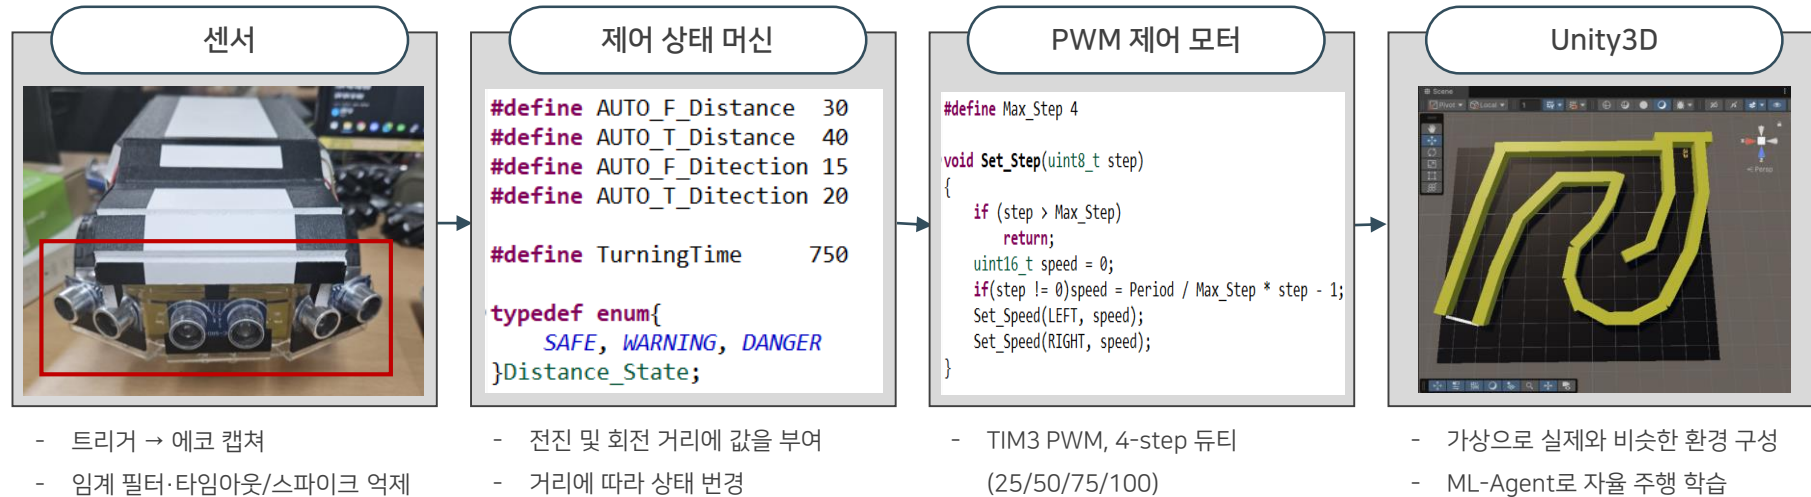 센서
제어 상태 머신
PWM 제어 모터
Unity3D
#define AUTO_F_Distance 30
#define AUTO_T_Distance 40
#define AUTO_F_Ditection 15
#define AUTO_T_Ditection 20
#define TurningTime 750
typedef enum{
SAFE, WARNING, DANGER
}Distance_State;
#define Max_Step 4
void Set_Step(uint8_t step)
{
if (step > Max_Step)
return;
uint16_t speed = 0;
if(step != 0)speed = Period / Max_Step * step - 1;
Set_Speed(LEFT, speed);
Set_Speed(RIGHT, speed);
}
Scene
Pivot
Local
1
Persp
- 트리거 → 에코 캡쳐
- 임계 필터·타임아웃/스파이크 억제
- 전진 및 회전 거리에 값을 부여
- 거리에 따라 상태 번경
- TIM3 PWM, 4-step 듀티
(25/50/75/100)
- 가상으로 실제와 비슷한 환경 구성
- ML-Agent로 자율 주행 학습